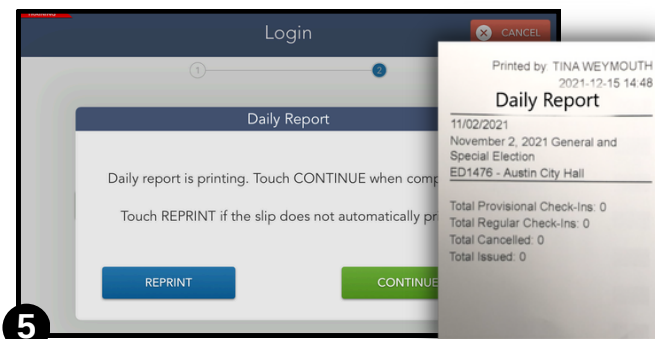 Login
CANCEL
1
2
Daily Report
Daily report is printing. Touch CONTINUE when comp
Touch REPRINT if the slip does not automatically pr
REPRINT
CONTINUE
5
Printed by: TINA WEYMOUTH
2021-12-15 14:48
Daily Report
11/02/2021
November 2, 2021 General and
Special Election
ED1476 - Austin City Hall
Total Provisional Check-Ins: 0
Total Regular Check-Ins: 0
Total Cancelled: 0
Total Issued: 0